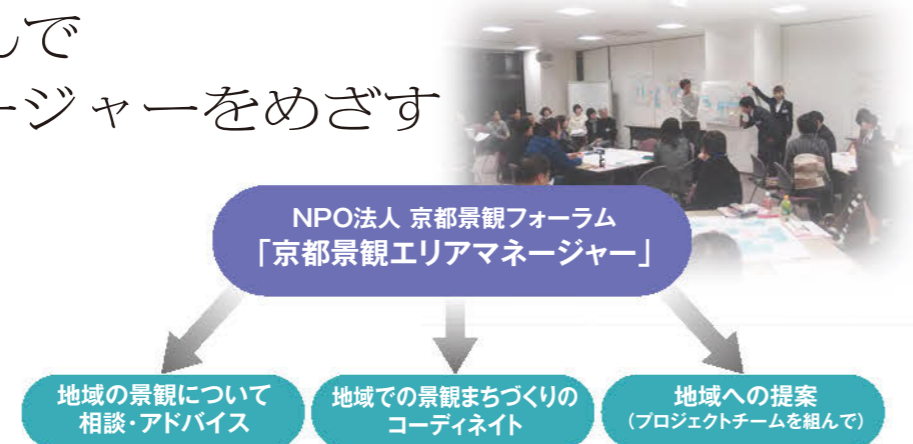 んで
ージャーをめざす
NPO法人 京都景観フォーラム
「京都景観エリアマネージャー」
地域の景観について
相談・アドバイス
地域での景観まちづくりの
コーディネイト
地域への提案
(プロジェクトチームを組んで)